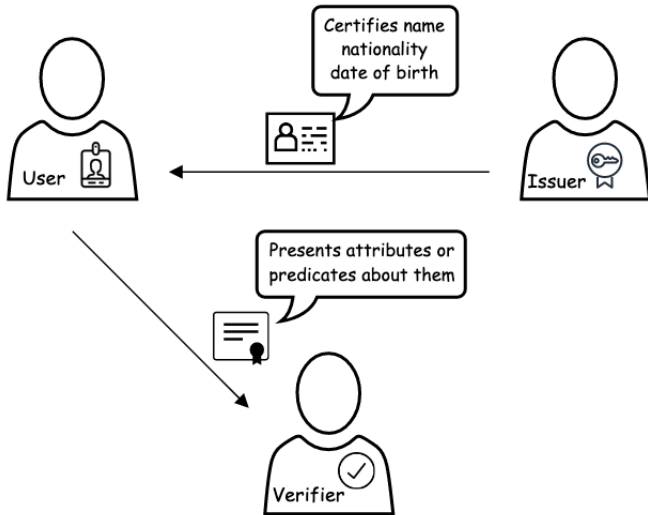 Certifies name
nationality
date of birth
User
Issuer
Presents attributes or
predicates about them
Verifier